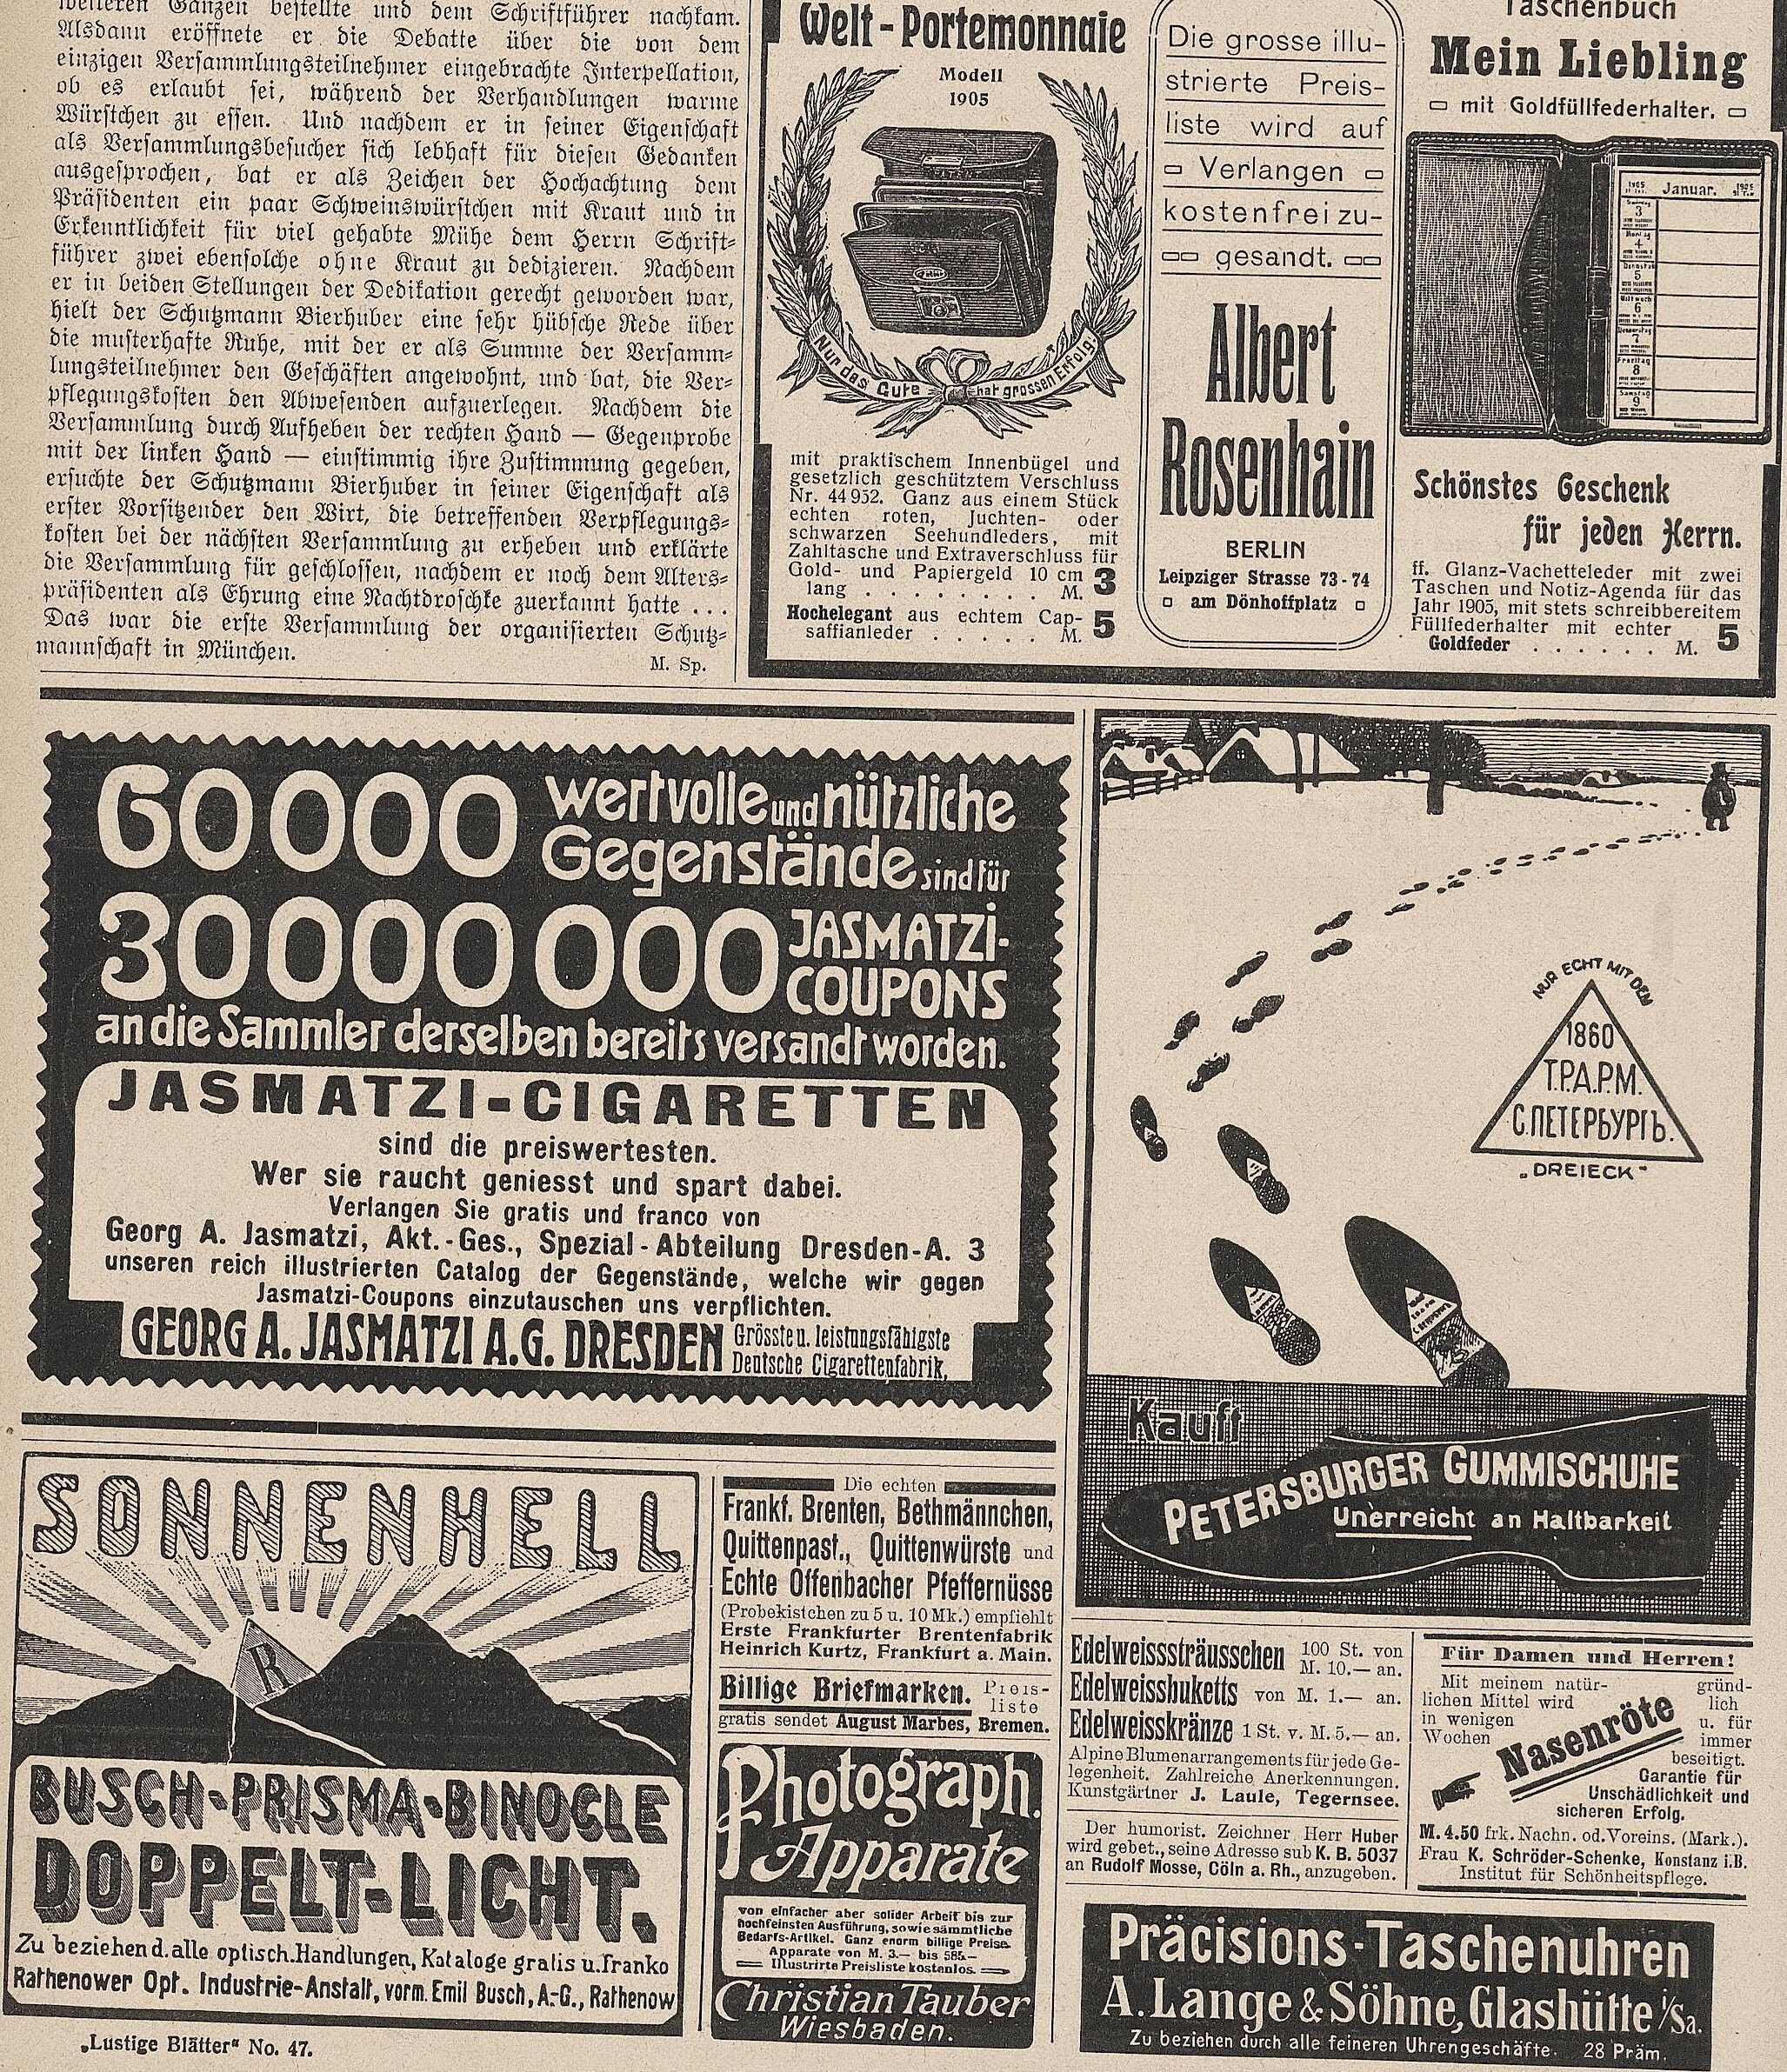 weiteren Ganzen bestellte und dem Schriftführer nachkam.
Alsdann eröffnete er die Debatte über die von dem
einzigen Versammlungsteilnehmer eingebrachte Interpellation,
ob es erlaubt sei, während der Verhandlungen warme
Würstchen zu essen. Und nachdem er in seiner Eigenschaft
als Versammlungsbesucher sich lebhaft für diesen Gedanken
ausgesprochen, bat er als Zeichen der Hochachtung dem
Präsidenten ein paar Schweinswürstchen mit Kraut und in
Erkenntlichkeit für viel gehabte Mühe dem Herrn Schrift-
führer zwei ebensolche ohne Kraut zu dedizieren. Nachdem
er in beiden Stellungen der Dedikation gerecht geworden war,
hielt der Schutzmann Bierhuber eine sehr hübsche Rede über
die musterhafte Ruhe, mit der er als Summe der Versamm-
lungsteilnehmer den Geschäften angewohnt, und bat, die Ver-
pflegungskosten den Abwesenden aufzuerlegen. Nachdem die
Versammlung durch Aufheben der rechten Hand — Gegenprobe
mit der linken Hand — einstimmig ihre Zustimmung gegeben,
ersuchte der Schutzmann Bierhuber in seiner Eigenschaft als
erster Vorsitzender den Wirt, die betreffenden Verpflegungs-
kosten bei der nächsten Versammlung zu erheben und erklärte
die Versammlung für geschlossen, nachdem er noch dem Alters-
präsidenten als Ehrung eine Nachtdroschke zuerkannt hatte . . .
Das war die erste Versammlung der organisierten Schutz-
mannschaft in München.
M. Sp.
Welt-Portemonnaie
Modell
1905
Nur das Gute hat grossen Erfolg!
mit praktischem Innenbügel und
gesetzlich geschütztem Verschluss
Nr. 44952. Ganz aus einem Stück
echten roten, Juchten- oder
schwarzen Seehundleders, mit
Zahltasche und Extraverschluss für
Gold- und Papiergeld 10 cm
lang . . . . . . . . . M. 3
Hochelegant aus echtem Cap-
saffianleder . . . . . M. 5
Die grosse illu-
strierte Preis-
liste wird auf
Verlangen
kostenfrei zu-
gesandt.
Albert
Rosenhain
BERLIN
Leipziger Strasse 73-74
am Dönhoffplatz
Taschenbuch
Mein Liebling
mit Goldfüllfederhalter.
1905 Januar. 1905
3
4
5
Mittwoch
6
Donnerstag
7
Freitag
8
Samstag
9
Schönstes Geschenk
für jeden Herrn.
ff. Glanz-Vachetteleder mit zwei
Taschen und Notiz-Agenda für das
Jahr 1905, mit stets schreibbereitem
Füllfederhalter mit echter
Goldfeder . . . . . . M. 5
60000 wertvolle und nützliche
Gegenstände sind für
30000000 JASMATZI-
COUPONS
an die Sammler derselben bereits versandt worden.
JASMATZI-CIGARETTEN
sind die preiswertesten.
Wer sie raucht geniesst und spart dabei.
Verlangen Sie gratis und franco von
Georg A. Jasmatzi, Akt.-Ges., Spezial-Abteilung Dresden-A. 3
unseren reich illustrierten Catalog der Gegenstände, welche wir gegen
Jasmatzi-Coupons einzutauschen uns verpflichten.
GEORG A. JASMATZI A.G. DRESDEN Grösste u. leistungsfähigste
Deutsche Cigarettenfabrik.
NUR ECHT MIT DEM
1860
T.P.A.P.M.
С.ПЕТЕРБУРГЪ.
„DREIECK"
Kauft
PETERSBURGER GUMMISCHUHE
Unerreicht an Haltbarkeit
SONNENHELL
R
BUSCH-PRISMA-BINOCLE
DOPPELT-LICHT.
Zu beziehen d. alle optisch. Handlungen, Kataloge gratis u. franko
Rathenower Opt. Industrie-Anstalt, vorm. Emil Busch, A.-G., Rathenow
„Lustige Blätter" No. 47.
Die echten
Frankf. Brenten, Bethmännchen,
Quittenpast., Quittenwürste und
Echte Offenbacher Pfeffernüsse
(Probekistchen zu 5 u. 10 Mk.) empfiehlt
Erste Frankfurter Brentenfabrik
Heinrich Kurtz, Frankfurt a. Main.
Billige Briefmarken. Preis-
liste
gratis sendet August Marbes, Bremen.
Photograph.
Apparate
von einfacher aber solider Arbeit bis zur
hochfeinsten Ausführung, sowie sämmtliche
Bedarfs-Artikel. Ganz enorm billige Preise.
Apparate von M. 3.— bis 585.—
Illustrirte Preisliste kostenlos.
Christian Tauber
Wiesbaden.
Edelweisssträusschen 100 St. von
M. 10.— an.
Edelweissbuketts von M. 1.— an.
Edelweisskränze 1 St. v. M. 5.— an.
Alpine Blumenarrangements für jede Ge-
legenheit. Zahlreiche Anerkennungen.
Kunstgärtner J. Laule, Tegernsee.
Der humorist. Zeichner Herr Huber
wird gebet., seine Adresse sub K. B. 5037
an Rudolf Mosse, Cöln a. Rh., anzugeben.
Für Damen und Herren!
Mit meinem natür-
lichen Mittel wird
in wenigen
Wochen
Nasenröte
gründ-
lich
u. für
immer
beseitigt.
Garantie für
Unschädlichkeit und
sicheren Erfolg.
M. 4.50 frk. Nachn. od. Voreins. (Mark.).
Frau K. Schröder-Schenke, Konstanz i.B.
Institut für Schönheitspflege.
Präcisions-Taschenuhren
A. Lange & Söhne, Glashütte i/Sa.
Zu beziehen durch alle feineren Uhrengeschäfte. 28 Präm.